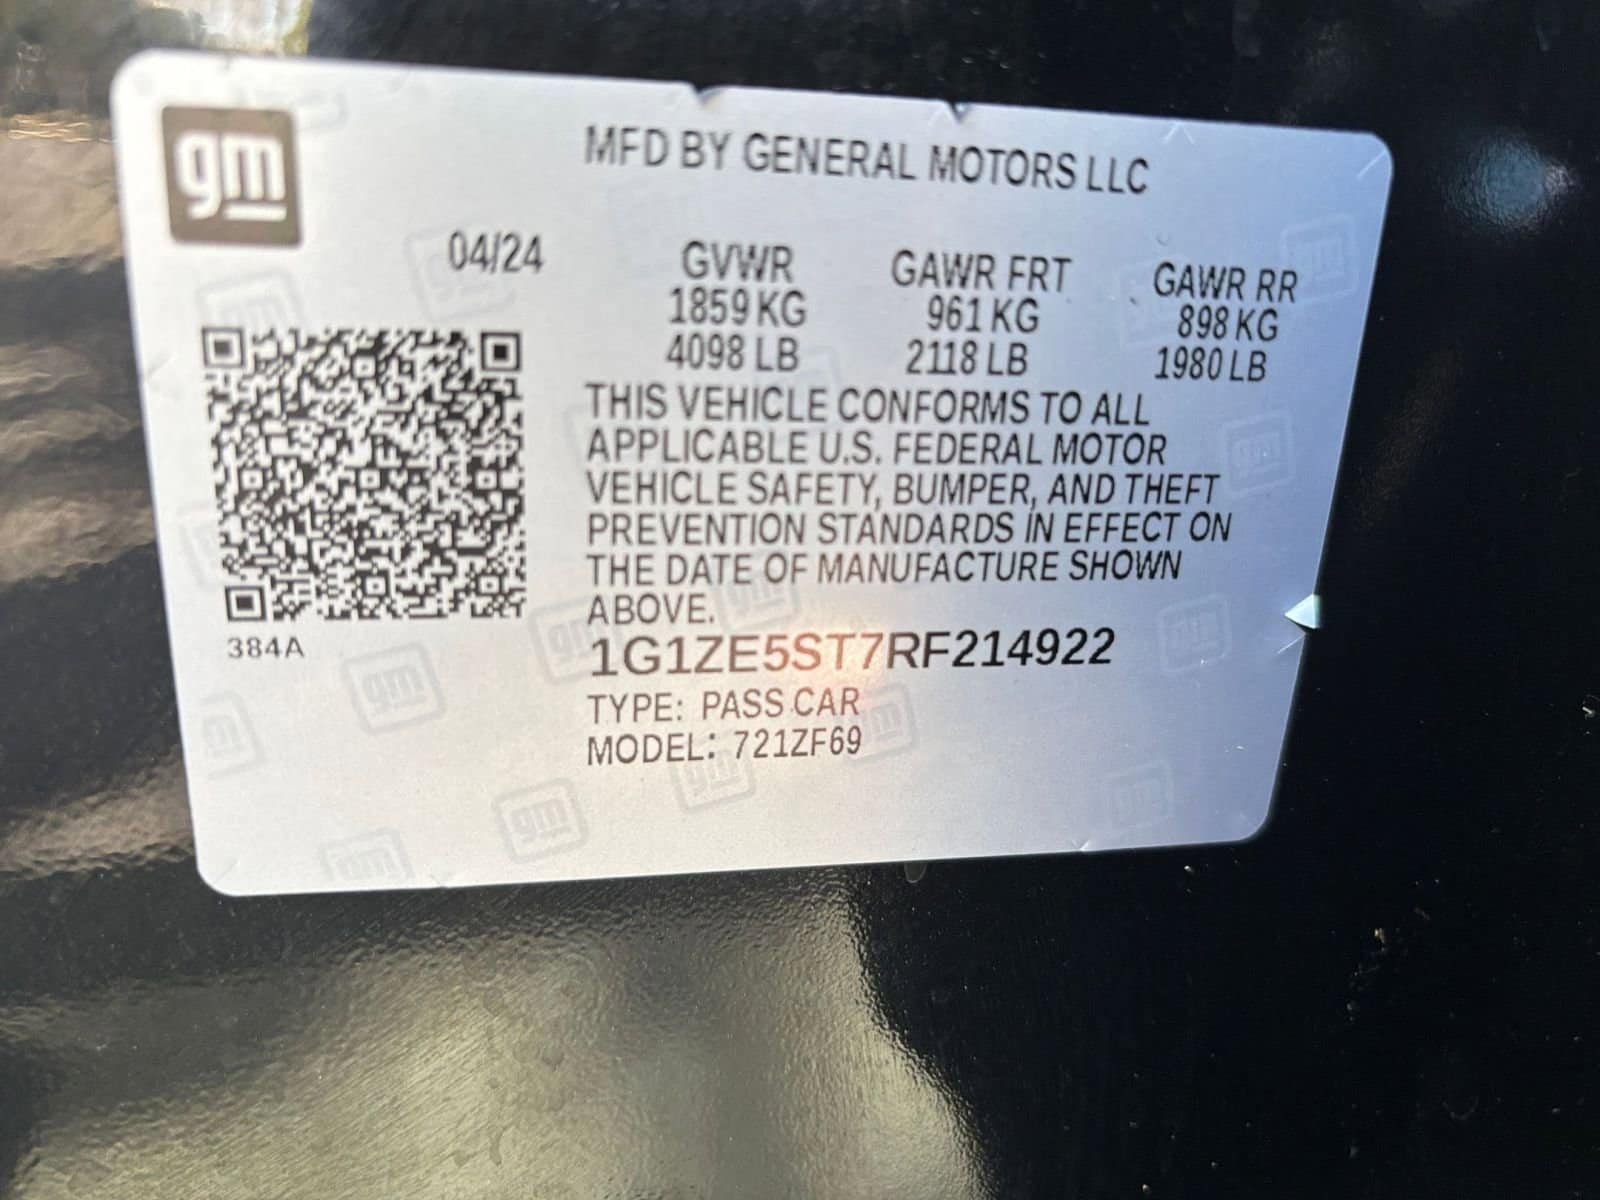 gm
MFD BY GENERAL MOTORS LLC
04/24
GVWR GAWR FRT GAWR RR
1859 KG 961 KG 898 KG
4098 LB 2118 LB 1980 LB
THIS VEHICLE CONFORMS TO ALL
APPLICABLE U.S. FEDERAL MOTOR
VEHICLE SAFETY, BUMPER, AND THEFT
PREVENTION STANDARDS IN EFFECT ON
THE DATE OF MANUFACTURE SHOWN
ABOVE.
384A
1G1ZE5ST7RF214922
TYPE: PASS CAR
MODEL: 721ZF69